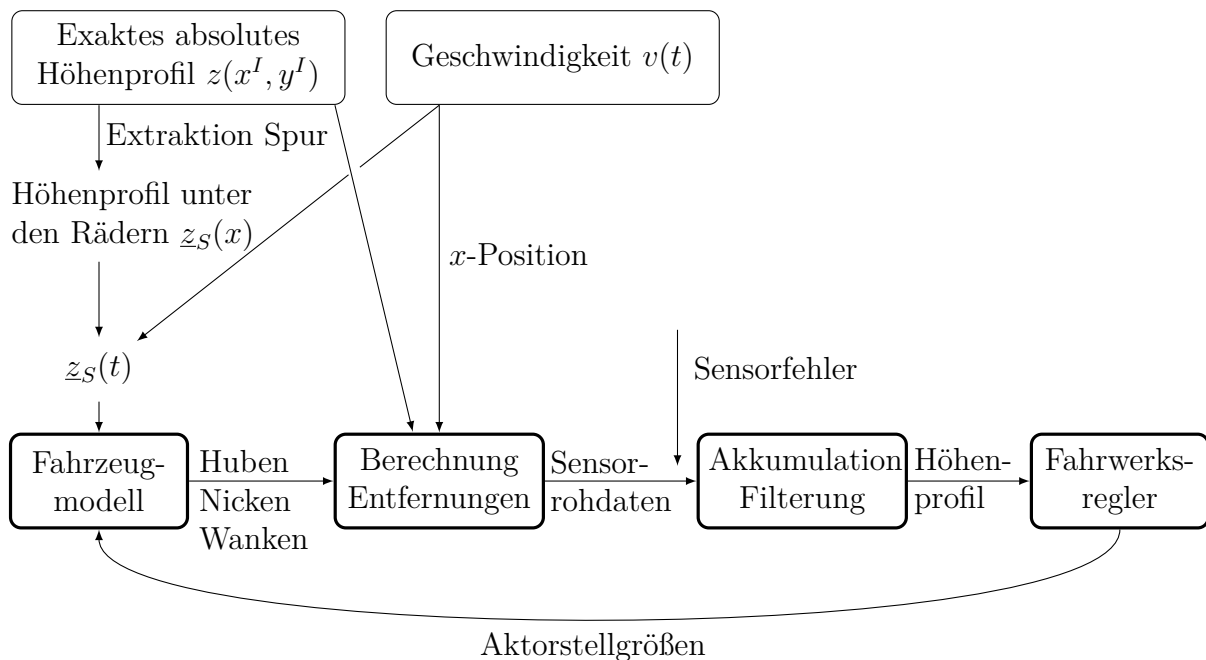 Exaktes absolutes
Höhenprofil z(x^I, y^I)
Geschwindigkeit v(t)
Extraktion Spur
Höhenprofil unter
den Rädern z_S(x)
x-Position
z_S(t)
Sensorfehler
Fahrzeug-
modell
Huben
Nicken
Wanken
Berechnung
Entfernungen
Sensor-
rohdaten
Akkumulation
Filterung
Höhen-
profil
Fahrwerks-
regler
Aktorstellgrößen